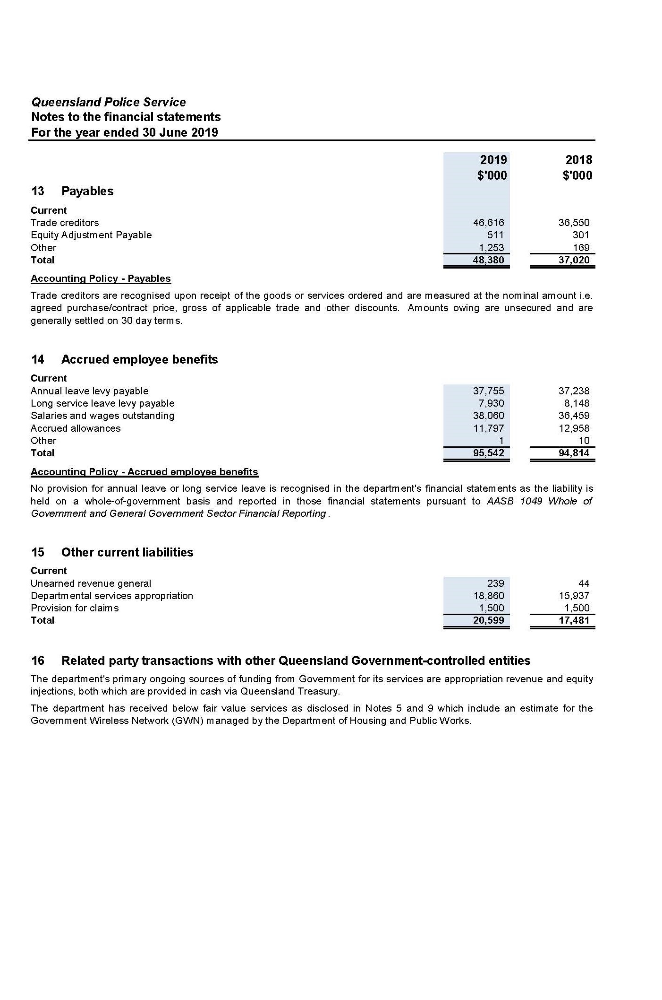 Queensland Police Service
Notes to the financial statements
For the year ended 30 June 2019
2019 2018
$'000 $'000
13 Payables
Current
Trade creditors 46,616 36,550
Equity Adjustment Payable 511 301
Other 1,253 169
Total 48,380 37,020
Accounting Policy - Payables
Trade creditors are recognised upon receipt of the goods or services ordered and are measured at the nominal amount i.e.
agreed purchase/contract price, gross of applicable trade and other discounts. Amounts owing are unsecured and are
generally settled on 30 day terms.
14 Accrued employee benefits
Current
Annual leave levy payable 37,755 37,238
Long service leave levy payable 7,930 8,148
Salaries and wages outstanding 38,060 36,459
Accrued allowances 11,797 12,958
Other 1 10
Total 95,542 94,814
Accounting Policy - Accrued employee benefits
No provision for annual leave or long service leave is recognised in the department's financial statements as the liability is
held on a whole-of-government basis and reported in those financial statements pursuant to AASB 1049 Whole of
Government and General Government Sector Financial Reporting .
15 Other current liabilities
Current
Unearned revenue general 239 44
Departmental services appropriation 18,860 15,937
Provision for claims 1,500 1,500
Total 20,599 17,481
16 Related party transactions with other Queensland Government-controlled entities
The department's primary ongoing sources of funding from Government for its services are appropriation revenue and equity
injections, both which are provided in cash via Queensland Treasury.
The department has received below fair value services as disclosed in Notes 5 and 9 which include an estimate for the
Government Wireless Network (GWN) managed by the Department of Housing and Public Works.